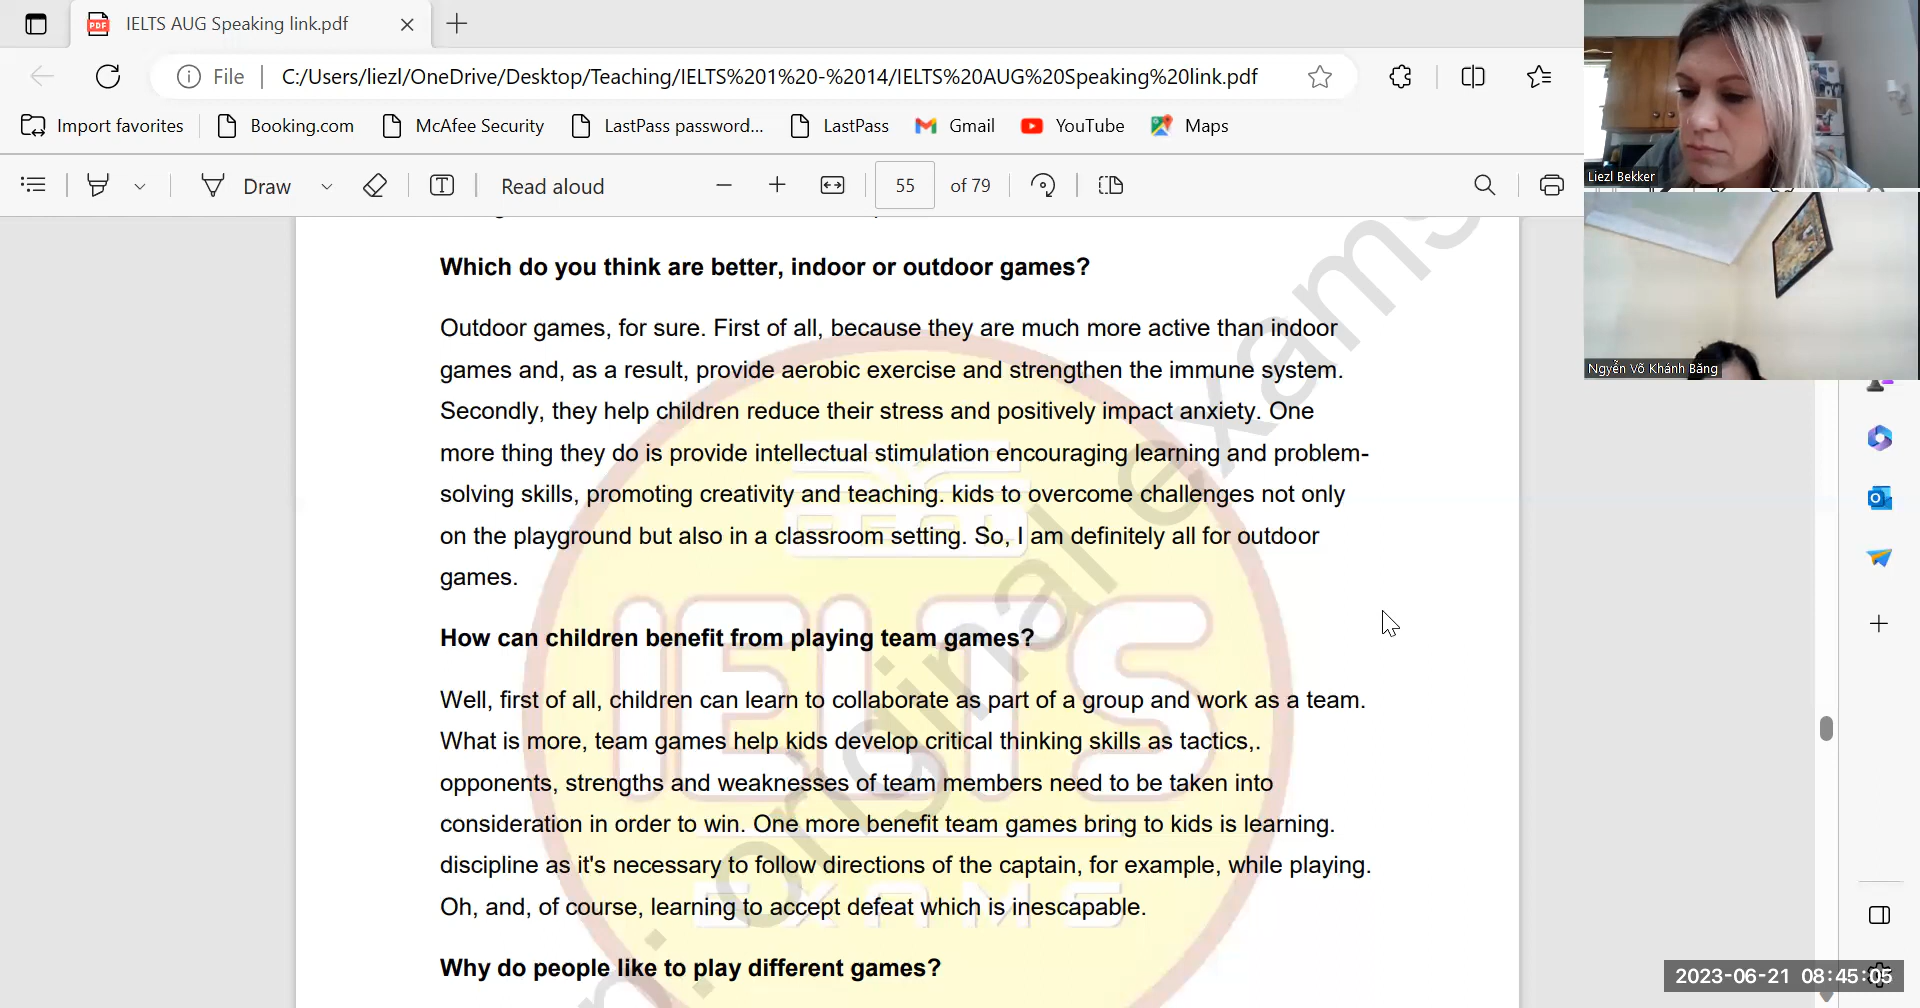 IELTS AUG Speaking link.pdf
File
C:/Users/liezl/OneDrive/Desktop/Teaching/IELTS%201%20-%2014/IELTS%20AUG%20Speaking%20link.pdf
Import favorites
Booking.com
McAfee Security
LastPass password...
LastPass
Gmail
YouTube
Maps
Draw
Read aloud
55
of 79
Liezl Bekker
Ngyễn Võ Khánh Băng
Which do you think are better, indoor or outdoor games?
Outdoor games, for sure. First of all, because they are much more active than indoor
games and, as a result, provide aerobic exercise and strengthen the immune system.
Secondly, they help children reduce their stress and positively impact anxiety. One
more thing they do is provide intellectual stimulation encouraging learning and problem-
solving skills, promoting creativity and teaching. kids to overcome challenges not only
on the playground but also in a classroom setting. So, I am definitely all for outdoor
games.
How can children benefit from playing team games?
Well, first of all, children can learn to collaborate as part of a group and work as a team.
What is more, team games help kids develop critical thinking skills as tactics,.
opponents, strengths and weaknesses of team members need to be taken into
consideration in order to win. One more benefit team games bring to kids is learning.
discipline as it's necessary to follow directions of the captain, for example, while playing.
Oh, and, of course, learning to accept defeat which is inescapable.
Why do people like to play different games?
IELTS
EXAMS
original exams
2023-06-21 08:45:05